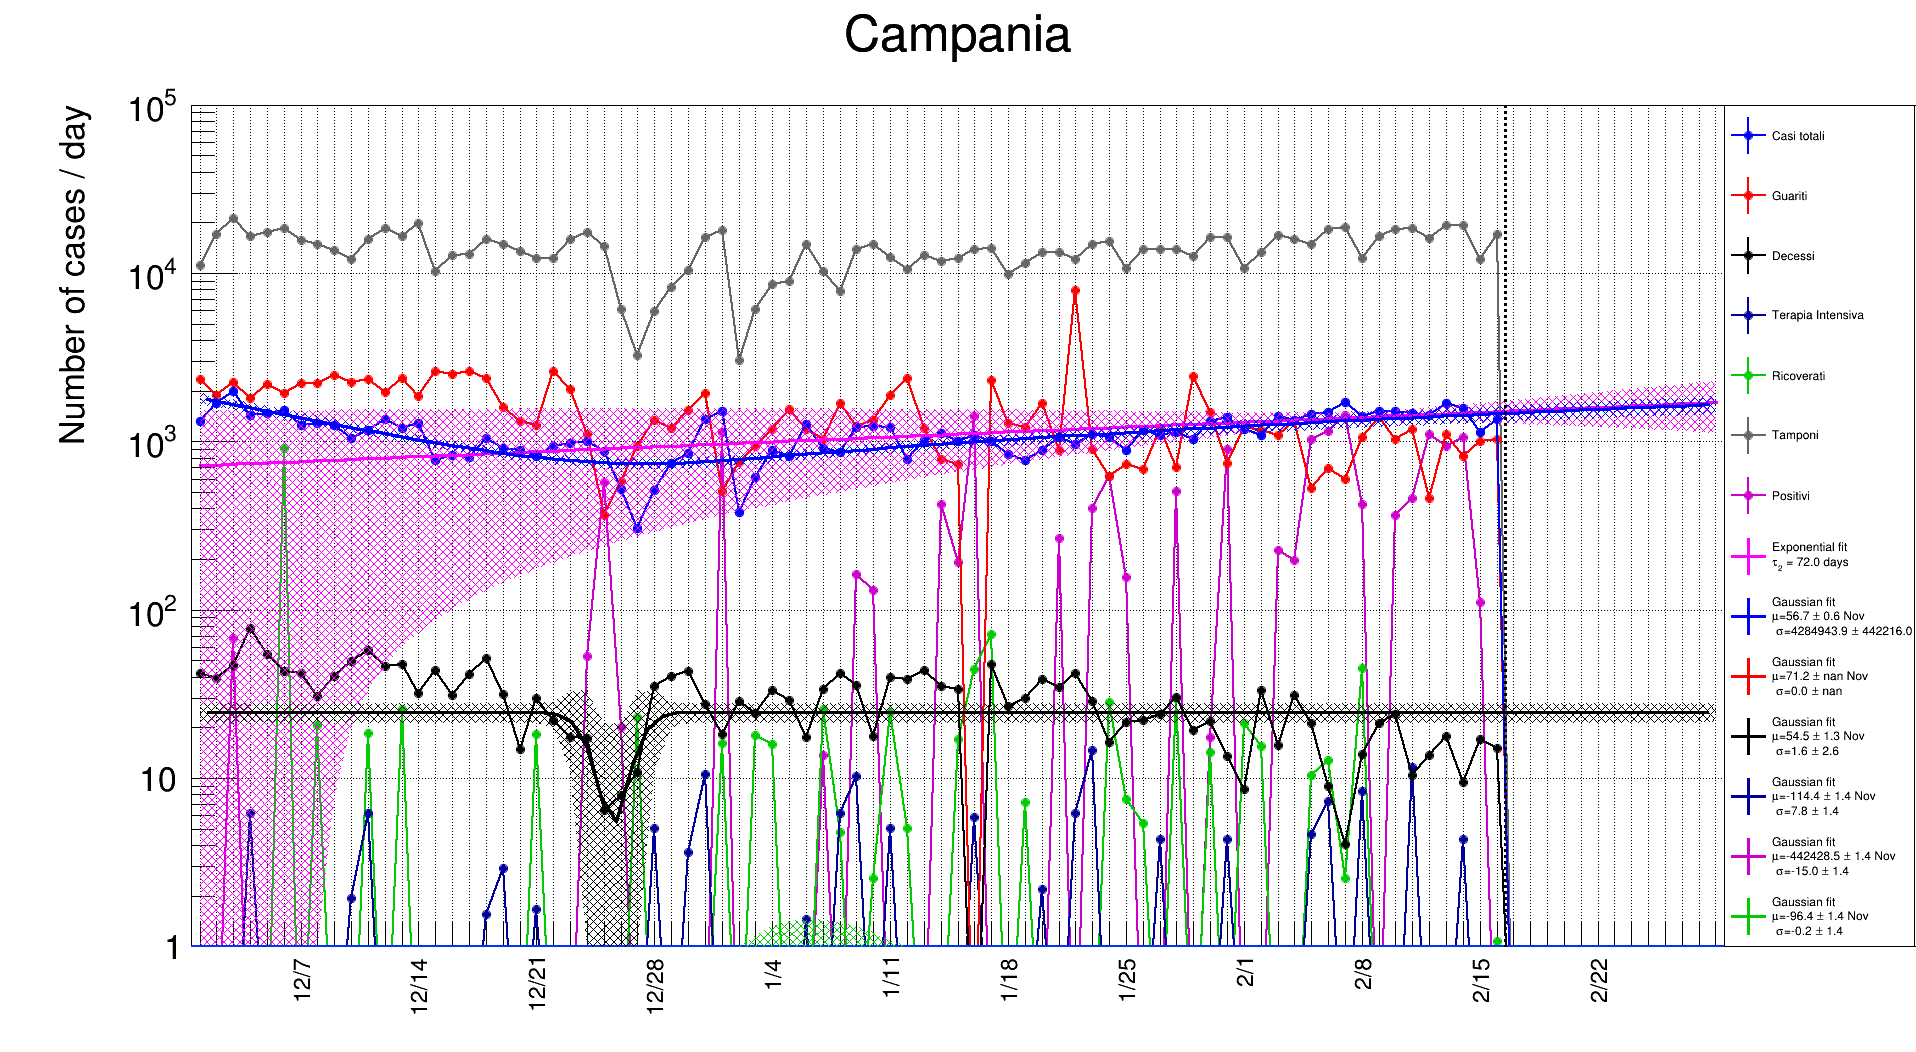 Campania
Number of cases / day
10^5
10^4
10^3
10^2
10
1
12/7
12/14
12/21
12/28
1/4
1/11
1/18
1/25
2/1
2/8
2/15
2/22
Casi totali
Guariti
Decessi
Terapia Intensiva
Ricoverati
Tamponi
Positivi
Exponential fit
τ_2 = 72.0 days
Gaussian fit
μ=56.7 ± 0.6 Nov
σ=4284943.9 ± 442216.0
Gaussian fit
μ=71.2 ± nan Nov
σ=0.0 ± nan
Gaussian fit
μ=54.5 ± 1.3 Nov
σ=1.6 ± 2.6
Gaussian fit
μ=-114.4 ± 1.4 Nov
σ=7.8 ± 1.4
Gaussian fit
μ=-442428.5 ± 1.4 Nov
σ=-15.0 ± 1.4
Gaussian fit
μ=-96.4 ± 1.4 Nov
σ=-0.2 ± 1.4